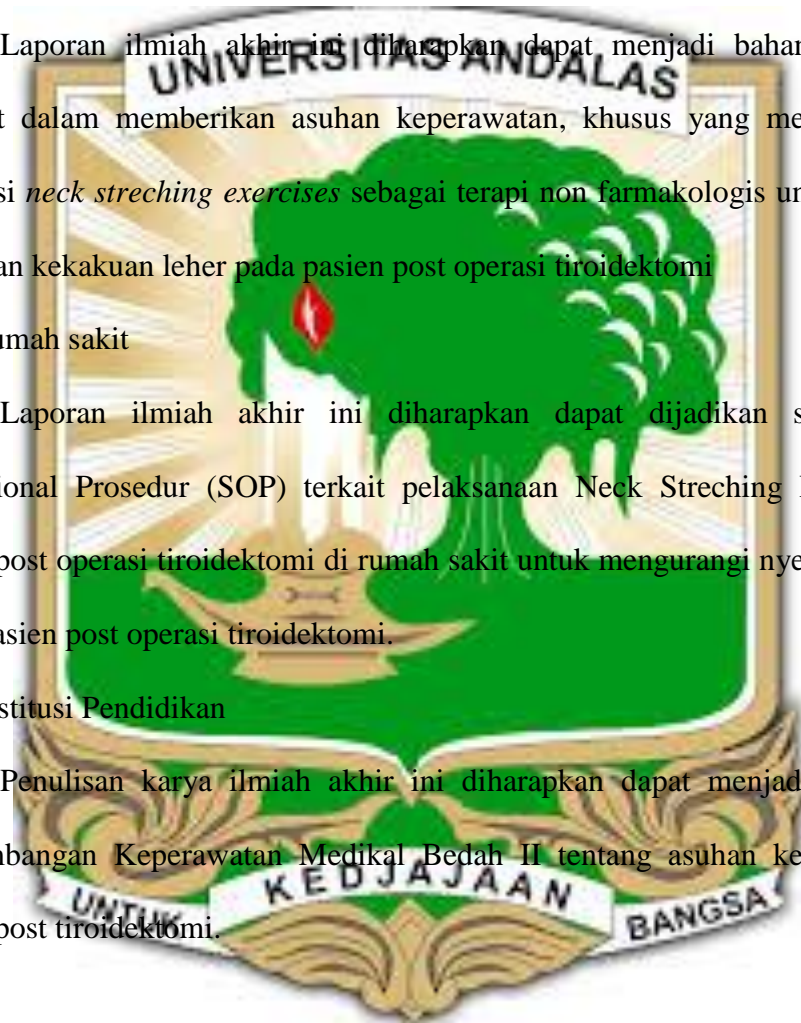 Laporan ilmiah akhir ini diharapkan dapat menjadi bahan
UNIVERSITAS ANDALAS
t dalam memberikan asuhan keperawatan, khusus yang me
si neck streching exercises sebagai terapi non farmakologis u
an kekakuan leher pada pasien post operasi tiroidektomi
umah sakit
Laporan ilmiah akhir ini diharapkan dapat dijadikan s
ional Prosedur (SOP) terkait pelaksanaan Neck Streching
post operasi tiroidektomi di rumah sakit untuk mengurangi nye
asien post operasi tiroidektomi.
stitusi Pendidikan
Penulisan karya ilmiah akhir ini diharapkan dapat menjad
mbangan Keperawatan Medikal Bedah II tentang asuhan ke
UNTUK KEDJAJAAN BANGSA
post tiroidektomi.